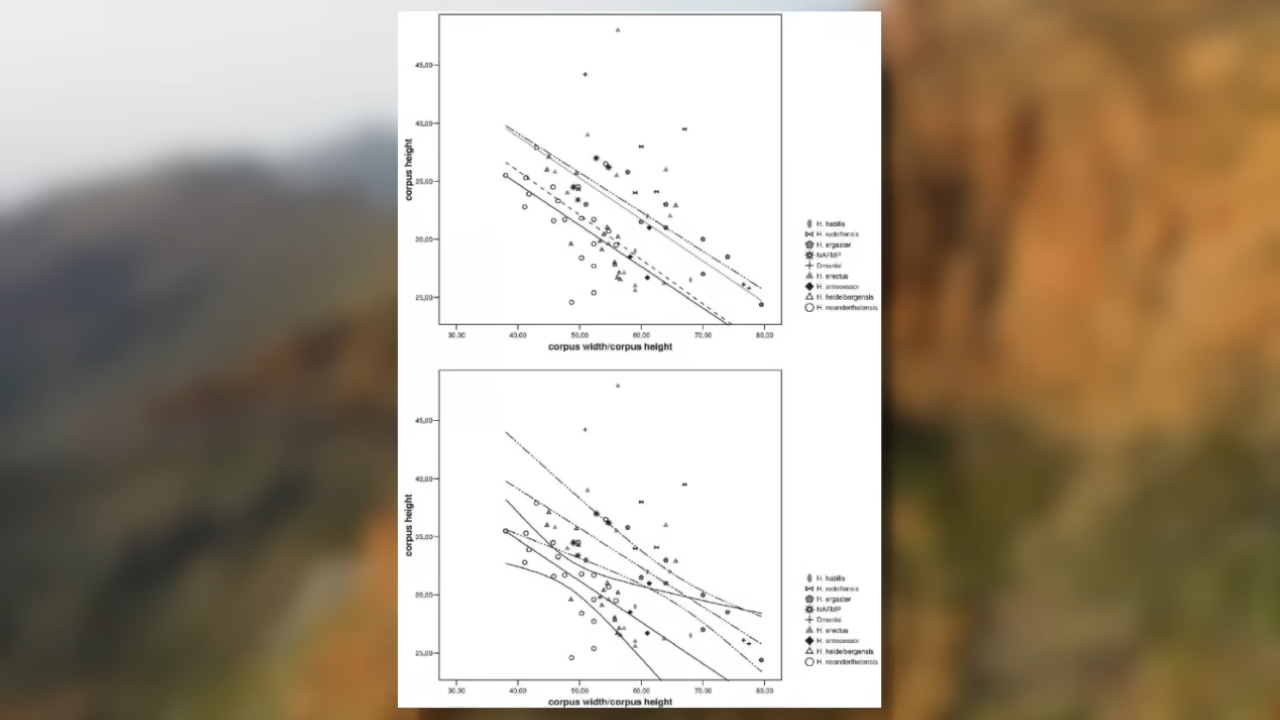 45,00
40,00
35,00
30,00
25,00
corpus height
30,00 40,00 50,00 60,00 70,00 80,00
corpus width/corpus height
H. habilis
H. rudolfensis
H. ergaster
NAFMP
Dmanisi
H. erectus
H. antecessor
H. heidelbergensis
H. neanderthalensis
45,00
40,00
35,00
30,00
25,00
corpus height
30,00 40,00 50,00 60,00 70,00 80,00
corpus width/corpus height
H. habilis
H. rudolfensis
H. ergaster
NAFMP
Dmanisi
H. erectus
H. antecessor
H. heidelbergensis
H. neanderthalensis